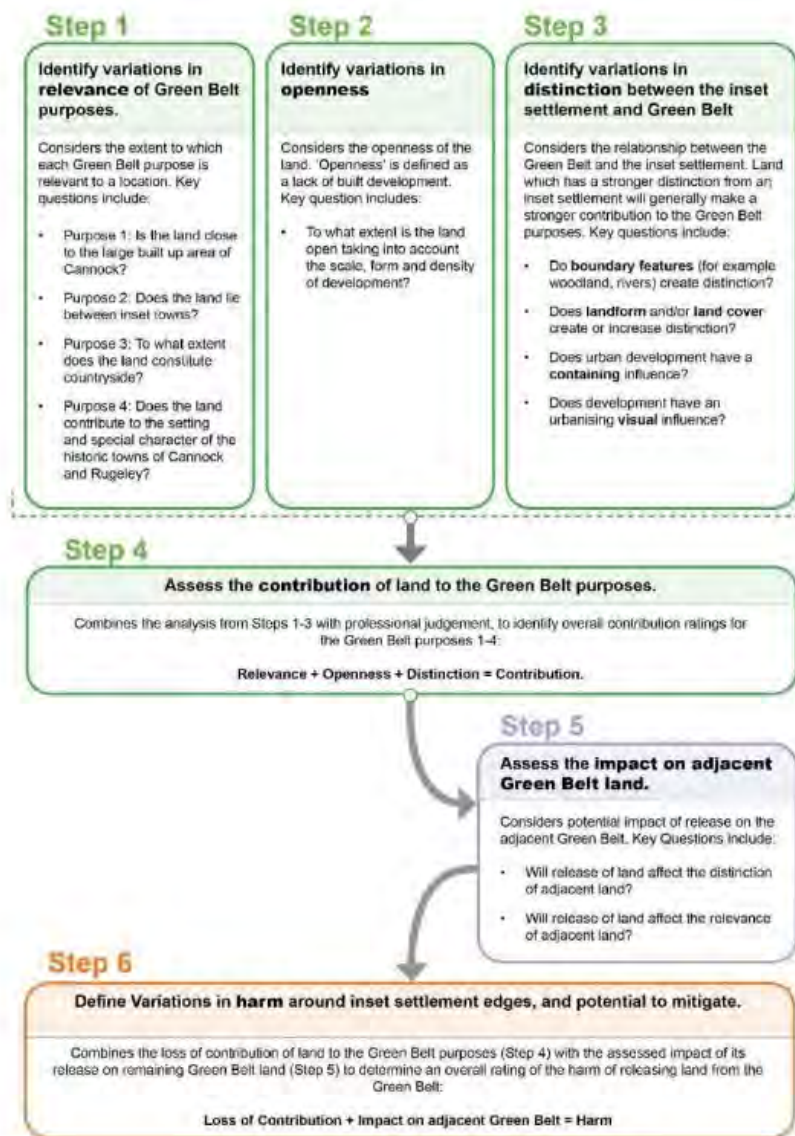 Step 1
Identify variations in
relevance of Green Belt
purposes.
Considers the extent to which
each Green Belt purpose is
relevant to a location. Key
questions include:
• Purpose 1: Is the land close
to the large built up area of
Cannock?
• Purpose 2: Does the land lie
between inset towns?
• Purpose 3: To what extent
does the land constitute
countryside?
• Purpose 4: Does the land
contribute to the setting
and special character of the
historic towns of Cannock
and Rugeley?
Step 2
Identify variations in
openness
Considers the openness of the
land. 'Openness' is defined as
a lack of built development.
Key question includes:
• To what extent is the land
open taking into account
the scale, form and density
of development?
Step 3
Identify variations in
distinction between the inset
settlement and Green Belt
Considers the relationship between the
Green Belt and the inset settlement. Land
which has a stronger distinction from an
inset settlement will generally make a
stronger contribution to the Green Belt
purposes. Key questions include:
• Do boundary features (for example
woodland, rivers) create distinction?
• Does landform and/or land cover
create or increase distinction?
• Does urban development have a
containing influence?
• Does development have an
urbanising visual influence?
Step 4
Assess the contribution of land to the Green Belt purposes.
Combines the analysis from Steps 1-3 with professional judgement, to identify overall contribution ratings for
the Green Belt purposes 1-4:
Relevance + Openness + Distinction = Contribution.
Step 5
Assess the impact on adjacent
Green Belt land.
Considers potential impact of release on the
adjacent Green Belt. Key Questions include:
• Will release of land affect the distinction
of adjacent land?
• Will release of land affect the relevance
of adjacent land?
Step 6
Define Variations in harm around inset settlement edges, and potential to mitigate.
Combines the loss of contribution of land to the Green Belt purposes (Step 4) with the assessed impact of its
release on remaining Green Belt land (Step 5) to determine an overall rating of the harm of releasing land from the
Green Belt:
Loss of Contribution + Impact on adjacent Green Belt = Harm